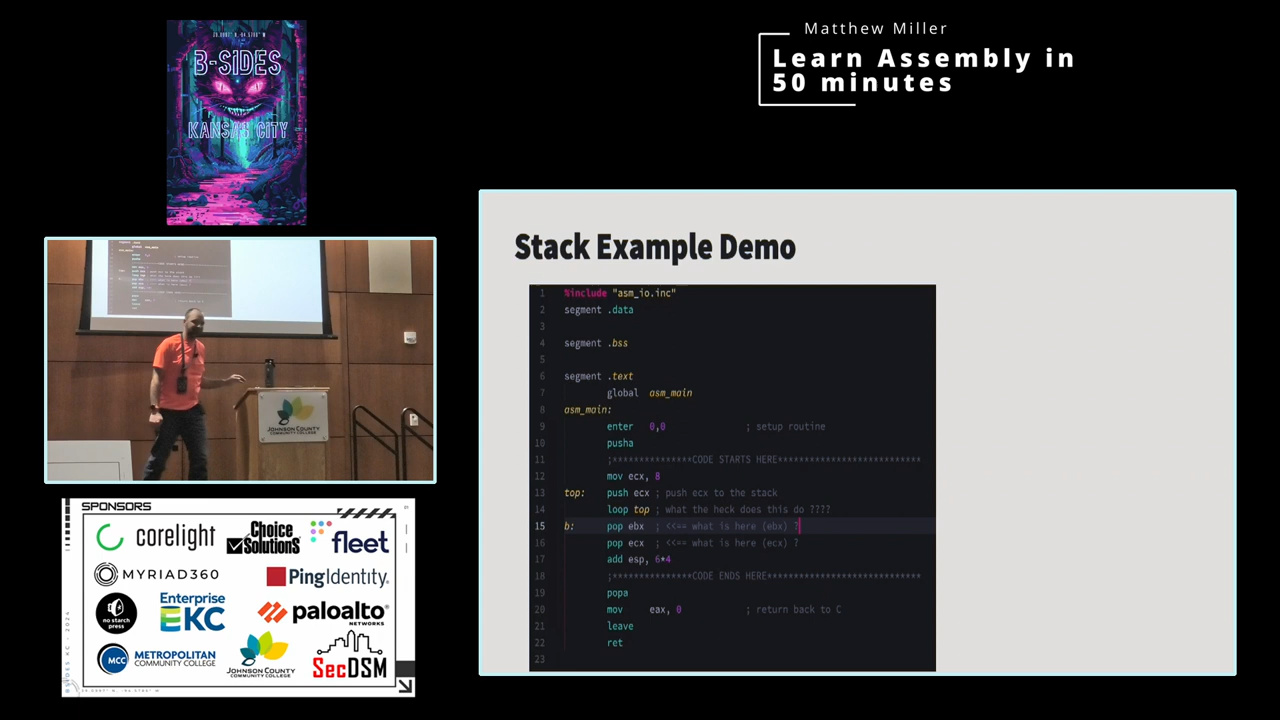 Matthew Miller
Learn Assembly in
50 minutes
B-SIDES
KANSAS CITY
JOHNSON COUNTY
COMMUNITY COLLEGE
Stack Example Demo
1 %include "asm_io.inc"
2 segment .data
3
4 segment .bss
5
6 segment .text
7 global asm_main
8 asm_main:
9 enter 0,0 ; setup routine
10 pusha
11 ;***************CODE STARTS HERE***************************
12 mov ecx, 8
13 top: push ecx ; push ecx to the stack
14 loop top ; what the heck does this do ????
15 b: pop ebx ; <<== what is here (ebx) ?
16 pop ecx ; <<== what is here (ecx) ?
17 add esp, 6*4
18 ;***************CODE ENDS HERE***************************
19 popa
20 mov eax, 0 ; return back to C
21 leave
22 ret
23
SPONSORS
corelight
Choice
Solutions
fleet
MYRIAD360
PingIdentity.
no starch
press
Enterprise
EKC
paloalto
NETWORKS
MCC
METROPOLITAN
COMMUNITY COLLEGE
JOHNSON COUNTY
COMMUNITY COLLEGE
SecDSM